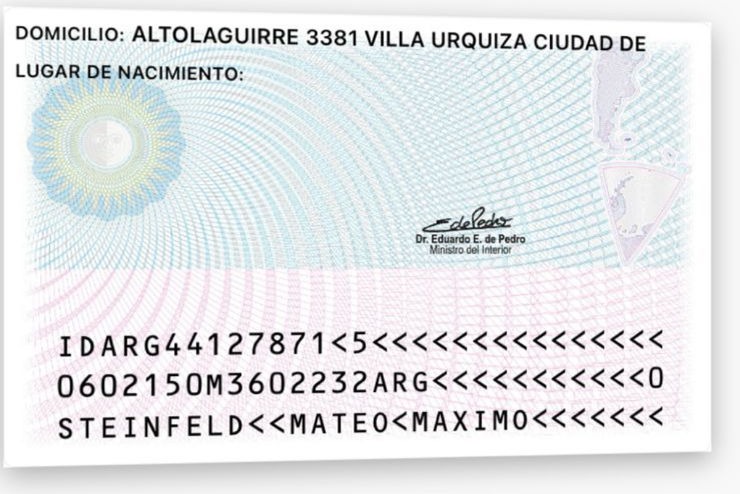 DOMICILIO: ALTOLAGUIRRE 3381 VILLA URQUIZA CIUDAD DE
LUGAR DE NACIMIENTO:
EdePedro
Dr. Eduardo E. de Pedro
Ministro del Interior
IDARG44127871<5<<<<<<<<<<<<<<<
0602150M3602232ARG<<<<<<<<<<<0
STEINFELD<<MATEO<MAXIMO<<<<<<<